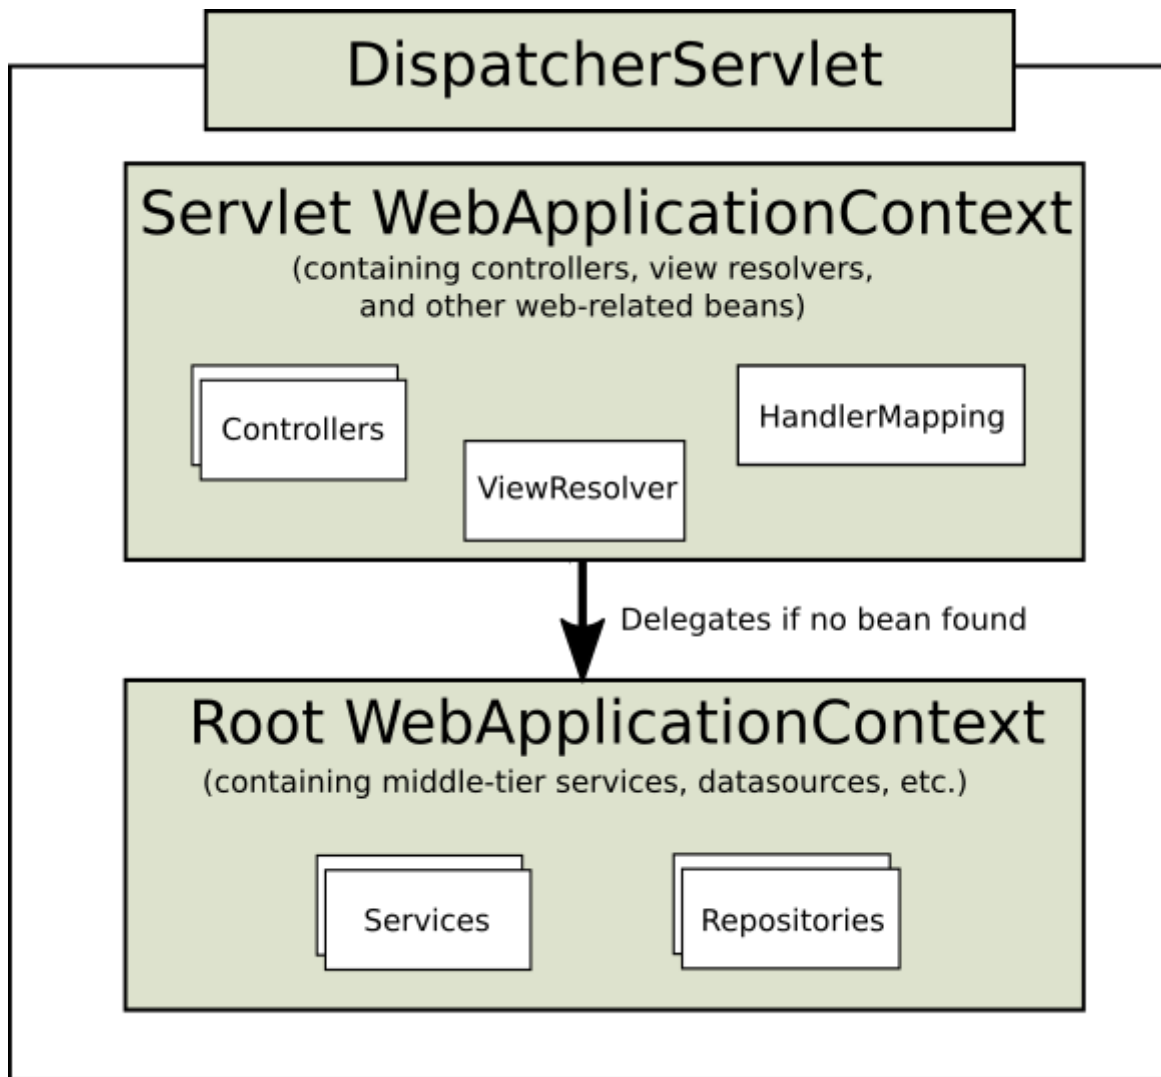 DispatcherServlet
Servlet WebApplicationContext
(containing controllers, view resolvers,
and other web-related beans)
Controllers
HandlerMapping
ViewResolver
Delegates if no bean found
Root WebApplicationContext
(containing middle-tier services, datasources, etc.)
Services
Repositories